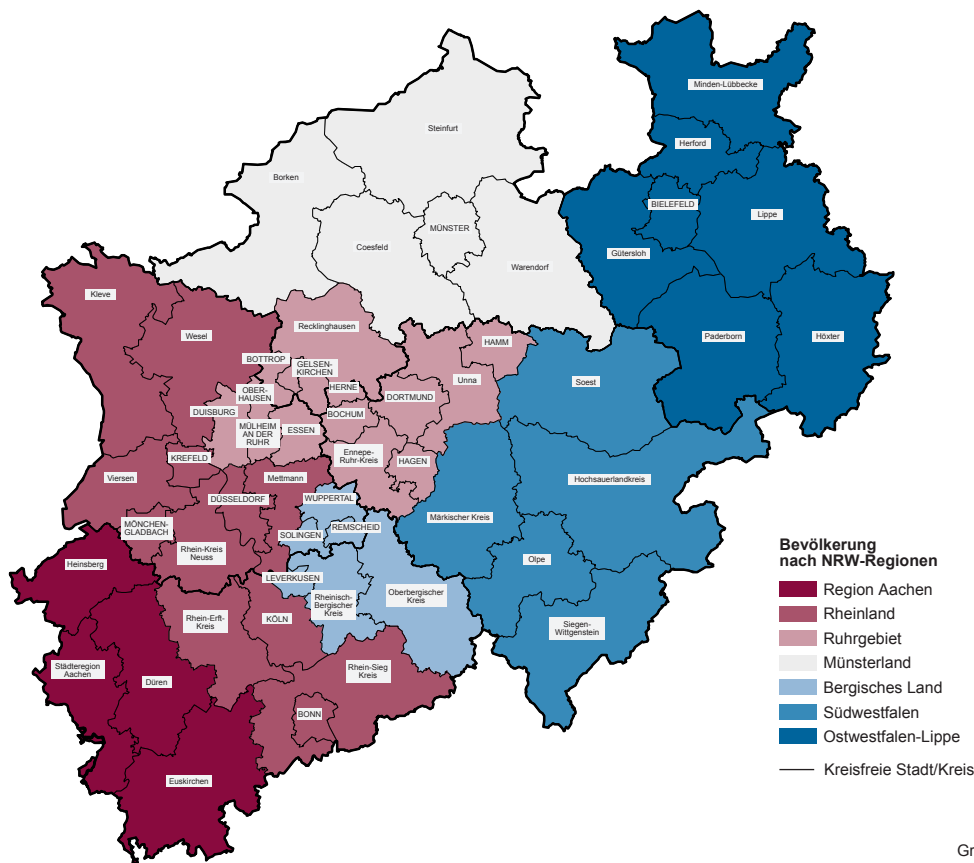 Minden-Lübbecke
Steinfurt
Herford
Borken
BIELEFELD
Lippe
MÜNSTER
Coesfeld
Gütersloh
Warendorf
Kleve
Recklinghausen
Wesel
Paderborn
Höxter
HAMM
BOTTROP
GELSEN-
KIRCHEN
Unna
Soest
HERNE
OBER-
HAUSEN
DORTMUND
DUISBURG
BOCHUM
MÜLHEIM
AN DER
RUHR
ESSEN
Ennepe-
Ruhr-Kreis
HAGEN
KREFELD
Viersen
Mettmann
Hochsauerlandkreis
DÜSSELDORF
WUPPERTAL
Märkischer Kreis
MÖNCHEN-
GLADBACH
REMSCHEID
SOLINGEN
Rhein-Kreis
Neuss
Olpe
Heinsberg
LEVERKUSEN
Rheinisch-
Bergischer
Kreis
Oberbergischer
Kreis
Rhein-Erft-
Kreis
KÖLN
Siegen-
Wittgenstein
Städteregion
Aachen
Düren
Rhein-Sieg
Kreis
BONN
Euskirchen
Bevölkerung
nach NRW-Regionen
Region Aachen
Rheinland
Ruhrgebiet
Münsterland
Bergisches Land
Südwestfalen
Ostwestfalen-Lippe
Kreisfreie Stadt/Kreis
Gr